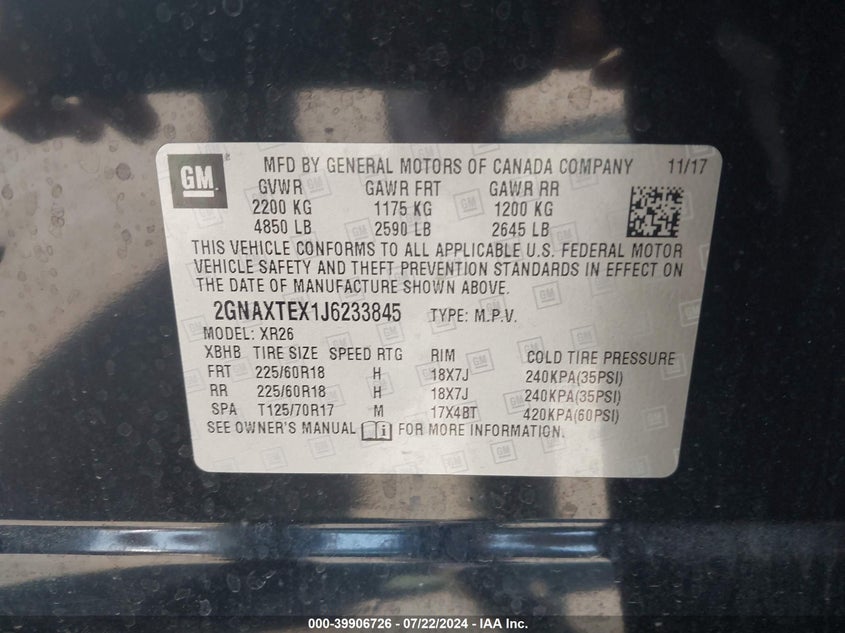 GM MFD BY GENERAL MOTORS OF CANADA COMPANY 11/17
GVWR GAWR FRT GAWR RR
2200 KG 1175 KG 1200 KG
4850 LB 2590 LB 2645 LB
THIS VEHICLE CONFORMS TO ALL APPLICABLE U.S. FEDERAL MOTOR
VEHICLE SAFETY AND THEFT PREVENTION STANDARDS IN EFFECT ON
THE DATE OF MANUFACTURE SHOWN ABOVE.
2GNAXTEX1J6233845 TYPE: M.P.V.
MODEL: XR26
XBHB TIRE SIZE SPEED RTG RIM COLD TIRE PRESSURE
FRT 225/60R18 H 18X7J 240KPA(35PSI)
RR 225/60R18 H 18X7J 240KPA(35PSI)
SPA T125/70R17 M 17X4BT 420KPA(60PSI)
SEE OWNER'S MANUAL FOR MORE INFORMATION.
000-39906726 - 07/22/2024 - IAA Inc.